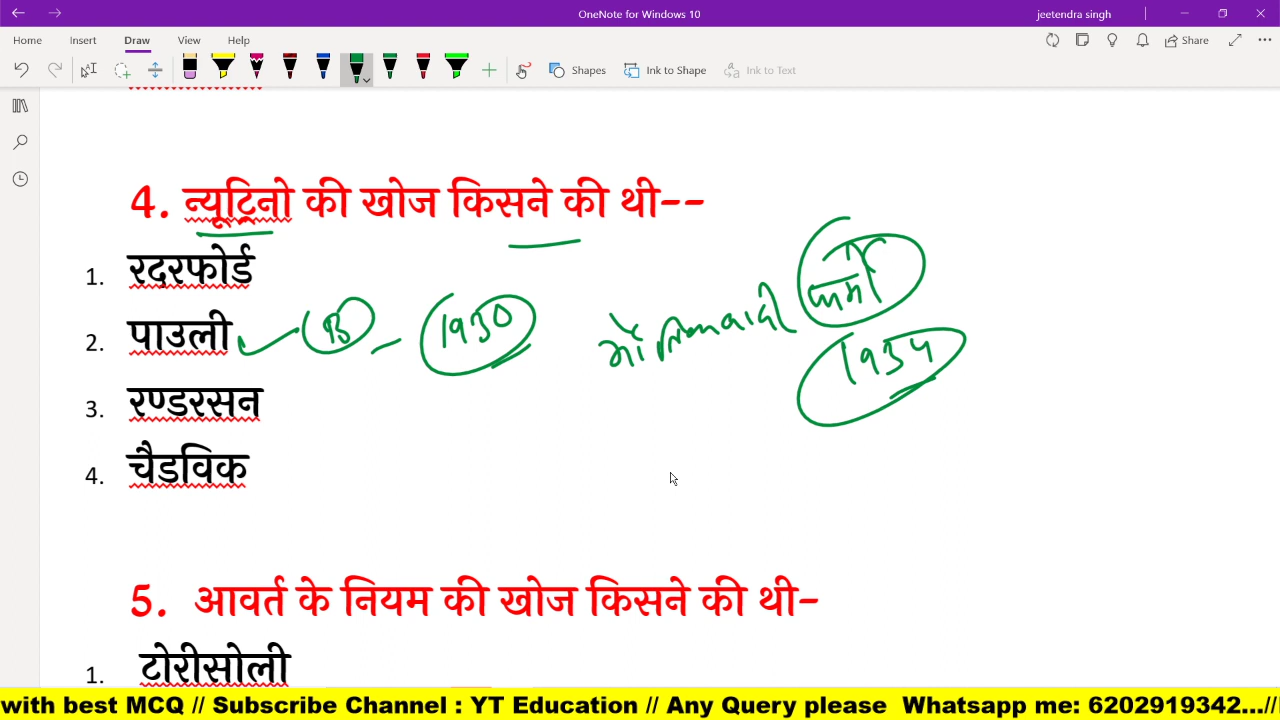 OneNote for Windows 10
jeetendra singh
Home Insert Draw View Help
Share
Shapes Ink to Shape Ink to Text
4. न्यूट्रिनो की खोज किसने की थी--
1. रदरफोर्ड
2. पाउली 1930
3. रण्डरसन
4. चैडविक
फर्मी
1934
5. आवर्त के नियम की खोज किसने की थी-
1. टोरीसोली
with best MCQ // Subscribe Channel : YT Education // Any Query please Whatsapp me: 6202919342...//